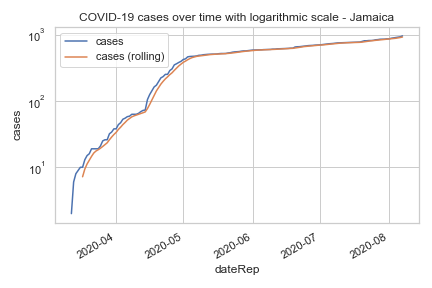 COVID-19 cases over time with logarithmic scale - Jamaica
cases
cases (rolling)
10³
10²
10¹
cases
2020-04
2020-05
2020-06
2020-07
2020-08
dateRep